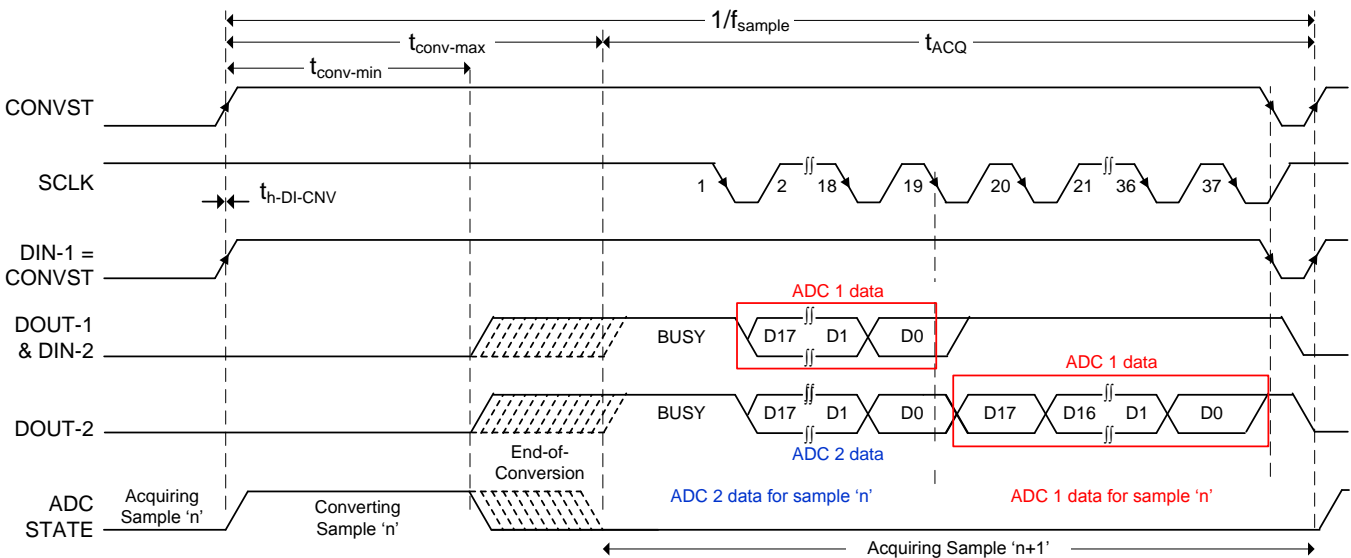 1/fsample
tconv-max
tACQ
tconv-min
CONVST
SCLK
1 2 18 19 20 21 36 37
∫∫ ∫∫
th-DI-CNV
DIN-1 =
CONVST
ADC 1 data
DOUT-1
& DIN-2
BUSY
D17 D1 D0
∫∫
∫∫
ADC 1 data
DOUT-2
BUSY
D17 D1 D0 D17 D16 D1 D0
∫∫ ∫∫
∫∫ ∫∫
ADC 2 data
End-of-
Conversion
ADC
STATE
Acquiring
Sample ‘n’
Converting
Sample ‘n’
ADC 2 data for sample ‘n’
ADC 1 data for sample ‘n’
Acquiring Sample ‘n+1’